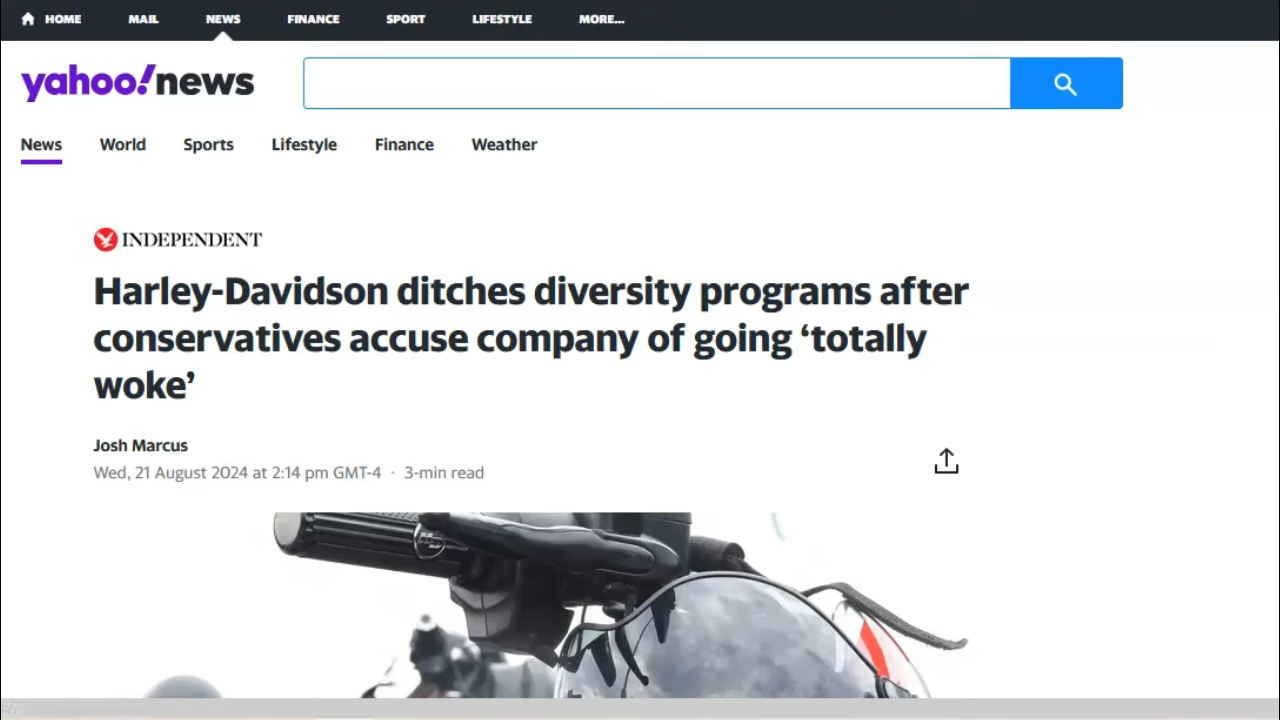 HOME MAIL NEWS FINANCE SPORT LIFESTYLE MORE...
yahoo!news
News World Sports Lifestyle Finance Weather
INDEPENDENT
Harley-Davidson ditches diversity programs after
conservatives accuse company of going ‘totally
woke’
Josh Marcus
Wed, 21 August 2024 at 2:14 pm GMT-4 · 3-min read